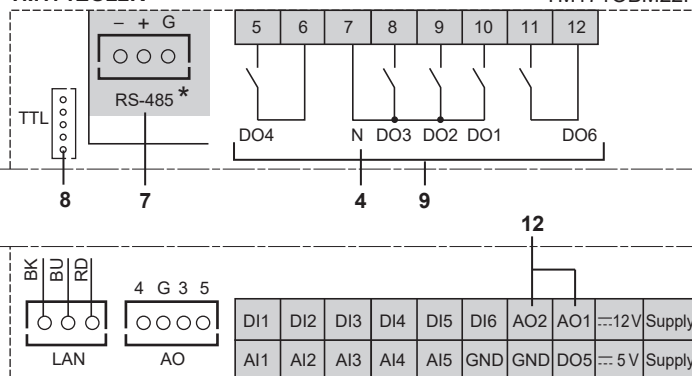 − + G
5 6 7 8 9 10 11 12
RS-485 *
TTL
DO4 N DO3 DO2 DO1 DO6
8 7 4 9
12
BK BU RD
4 G 3 5
DI1 DI2 DI3 DI4 DI5 DI6 AO2 AO1 ⎓12 V Supply
LAN AO
AI1 AI2 AI3 AI4 AI5 GND GND DO5 ⎓ 5 V Supply